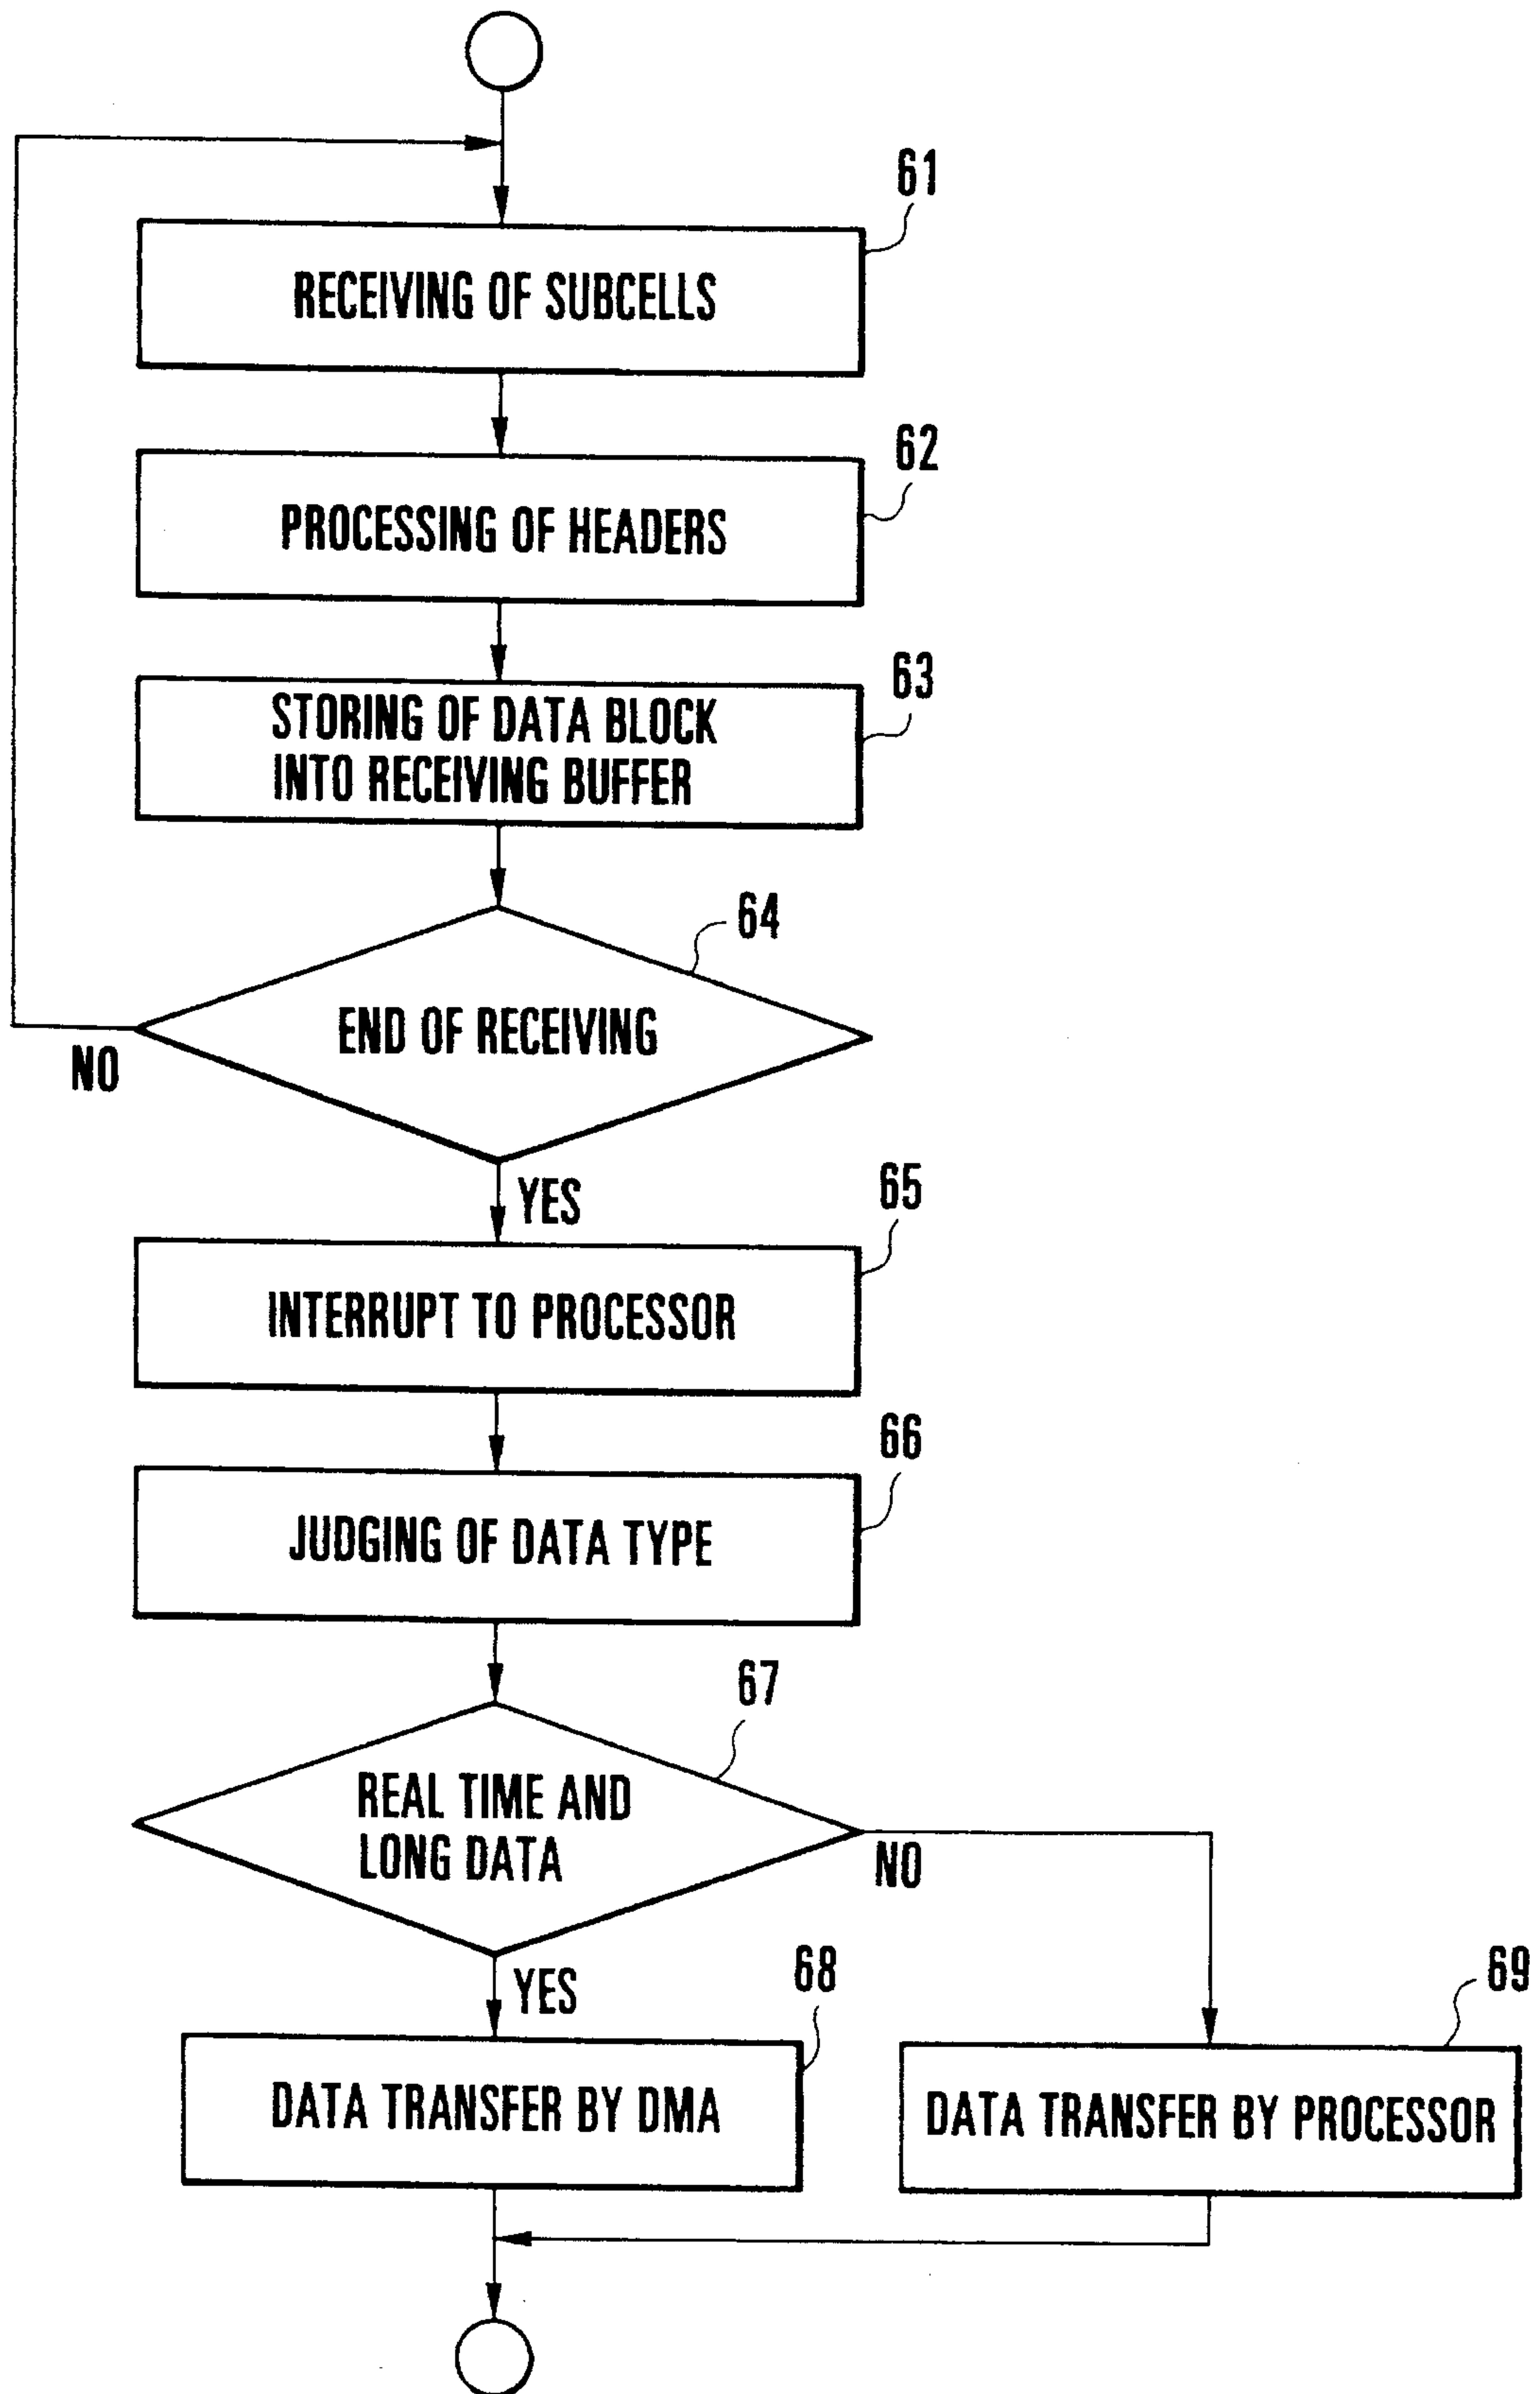 61
RECEIVING OF SUBCELLS
62
PROCESSING OF HEADERS
63
STORING OF DATA BLOCK
INTO RECEIVING BUFFER
64
END OF RECEIVING
NO
YES
65
INTERRUPT TO PROCESSOR
66
JUDGING OF DATA TYPE
67
REAL TIME AND
LONG DATA
NO
YES
68
69
DATA TRANSFER BY DMA
DATA TRANSFER BY PROCESSOR